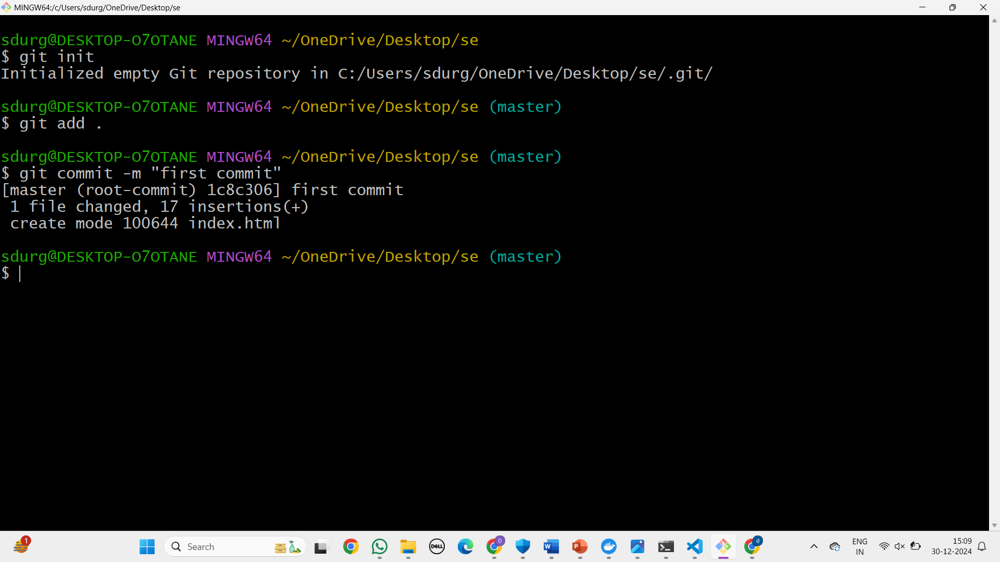 MINGW64:/c/Users/sdurg/OneDrive/Desktop/se
sdurg@DESKTOP-O7OTANE MINGW64 ~/OneDrive/Desktop/se
$ git init
Initialized empty Git repository in C:/Users/sdurg/OneDrive/Desktop/se/.git/
sdurg@DESKTOP-O7OTANE MINGW64 ~/OneDrive/Desktop/se (master)
$ git add .
sdurg@DESKTOP-O7OTANE MINGW64 ~/OneDrive/Desktop/se (master)
$ git commit -m "first commit"
[master (root-commit) 1c8c306] first commit
 1 file changed, 17 insertions(+)
 create mode 100644 index.html
sdurg@DESKTOP-O7OTANE MINGW64 ~/OneDrive/Desktop/se (master)
$
1
Search
DELL
D
W
P
d
ENG
IN
15:09
30-12-2024